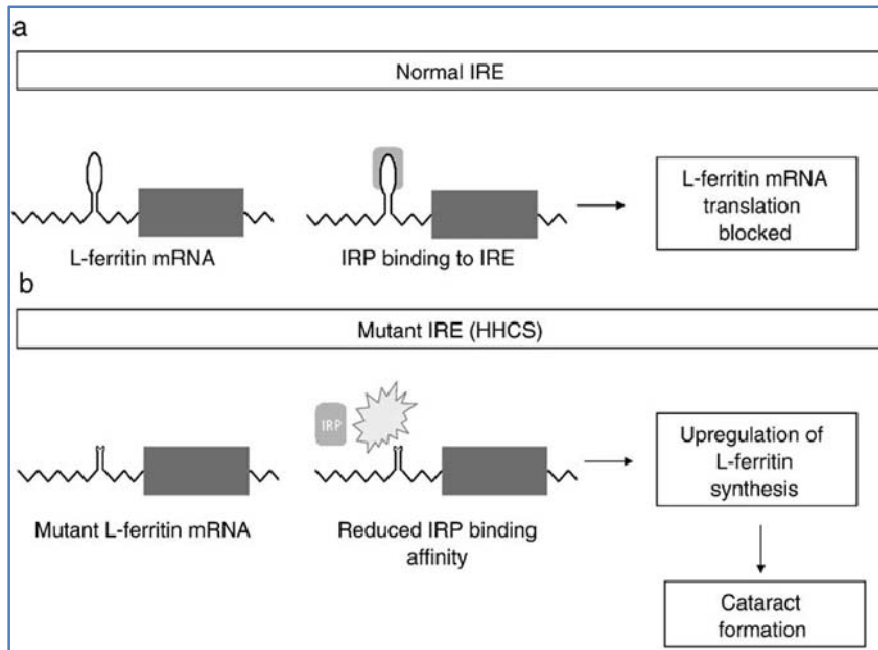 a
Normal IRE
L-ferritin mRNA
IRP binding to IRE
L-ferritin mRNA
translation
blocked
b
Mutant IRE (HHCS)
IRP
Mutant L-ferritin mRNA
Reduced IRP binding
affinity
Upregulation of
L-ferritin
synthesis
Cataract
formation